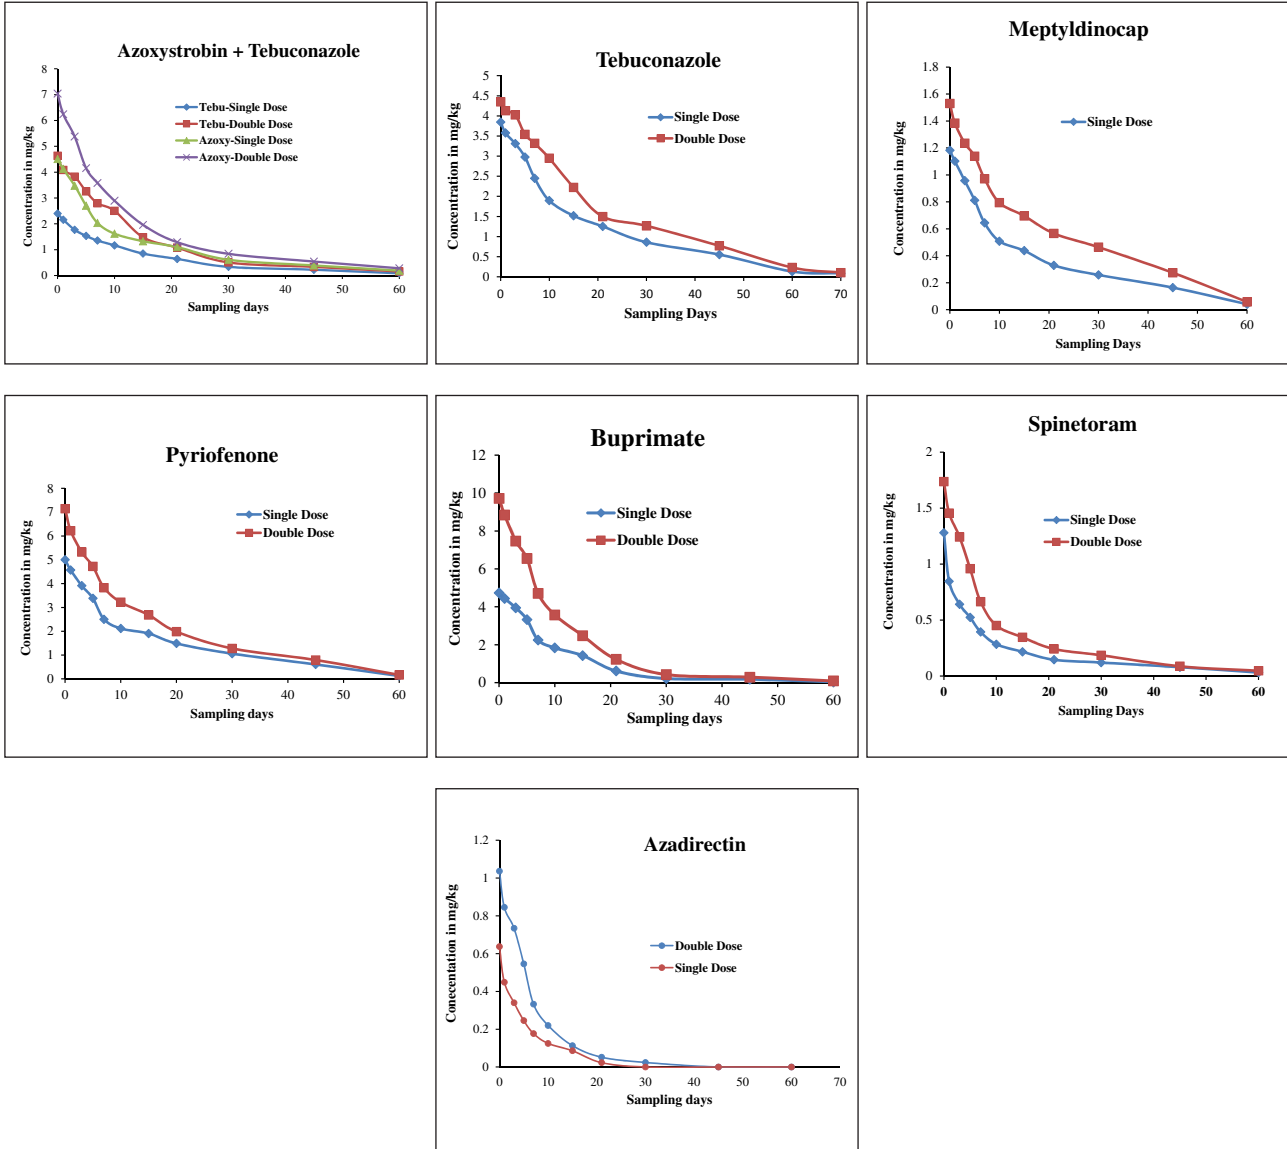 Azoxystrobin + Tebuconazole
Concentration in mg/kg
8
7
6
5
4
3
2
1
0
Tebu-Single Dose
Tebu-Double Dose
Azoxy-Single Dose
Azoxy-Double Dose
0 10 20 30 40 50 60
Sampling days
Tebuconazole
Concentration in mg/kg
5
4.5
4
3.5
3
2.5
2
1.5
1
0.5
0
Single Dose
Double Dose
0 10 20 30 40 50 60 70
Sampling Days
Meptyldinocap
Concentration in mg/kg
1.8
1.6
1.4
1.2
1
0.8
0.6
0.4
0.2
0
Single Dose
0 10 20 30 40 50 60
Sampling Days
Pyriofenone
Concentration in mg/kg
8
7
6
5
4
3
2
1
0
Single Dose
Double Dose
0 10 20 30 40 50 60
Sampling days
Buprimate
Concentration in mg/kg
12
10
8
6
4
2
0
Single Dose
Double Dose
0 10 20 30 40 50 60
Sampling days
Spinetoram
Concentration in mg/kg
2
1.5
1
0.5
0
Single Dose
Double Dose
0 10 20 30 40 50 60
Sampling Days
Azadirectin
Conecentation in mg/kg
1.2
1
0.8
0.6
0.4
0.2
0
Double Dose
Single Dose
0 10 20 30 40 50 60 70
Sampling days